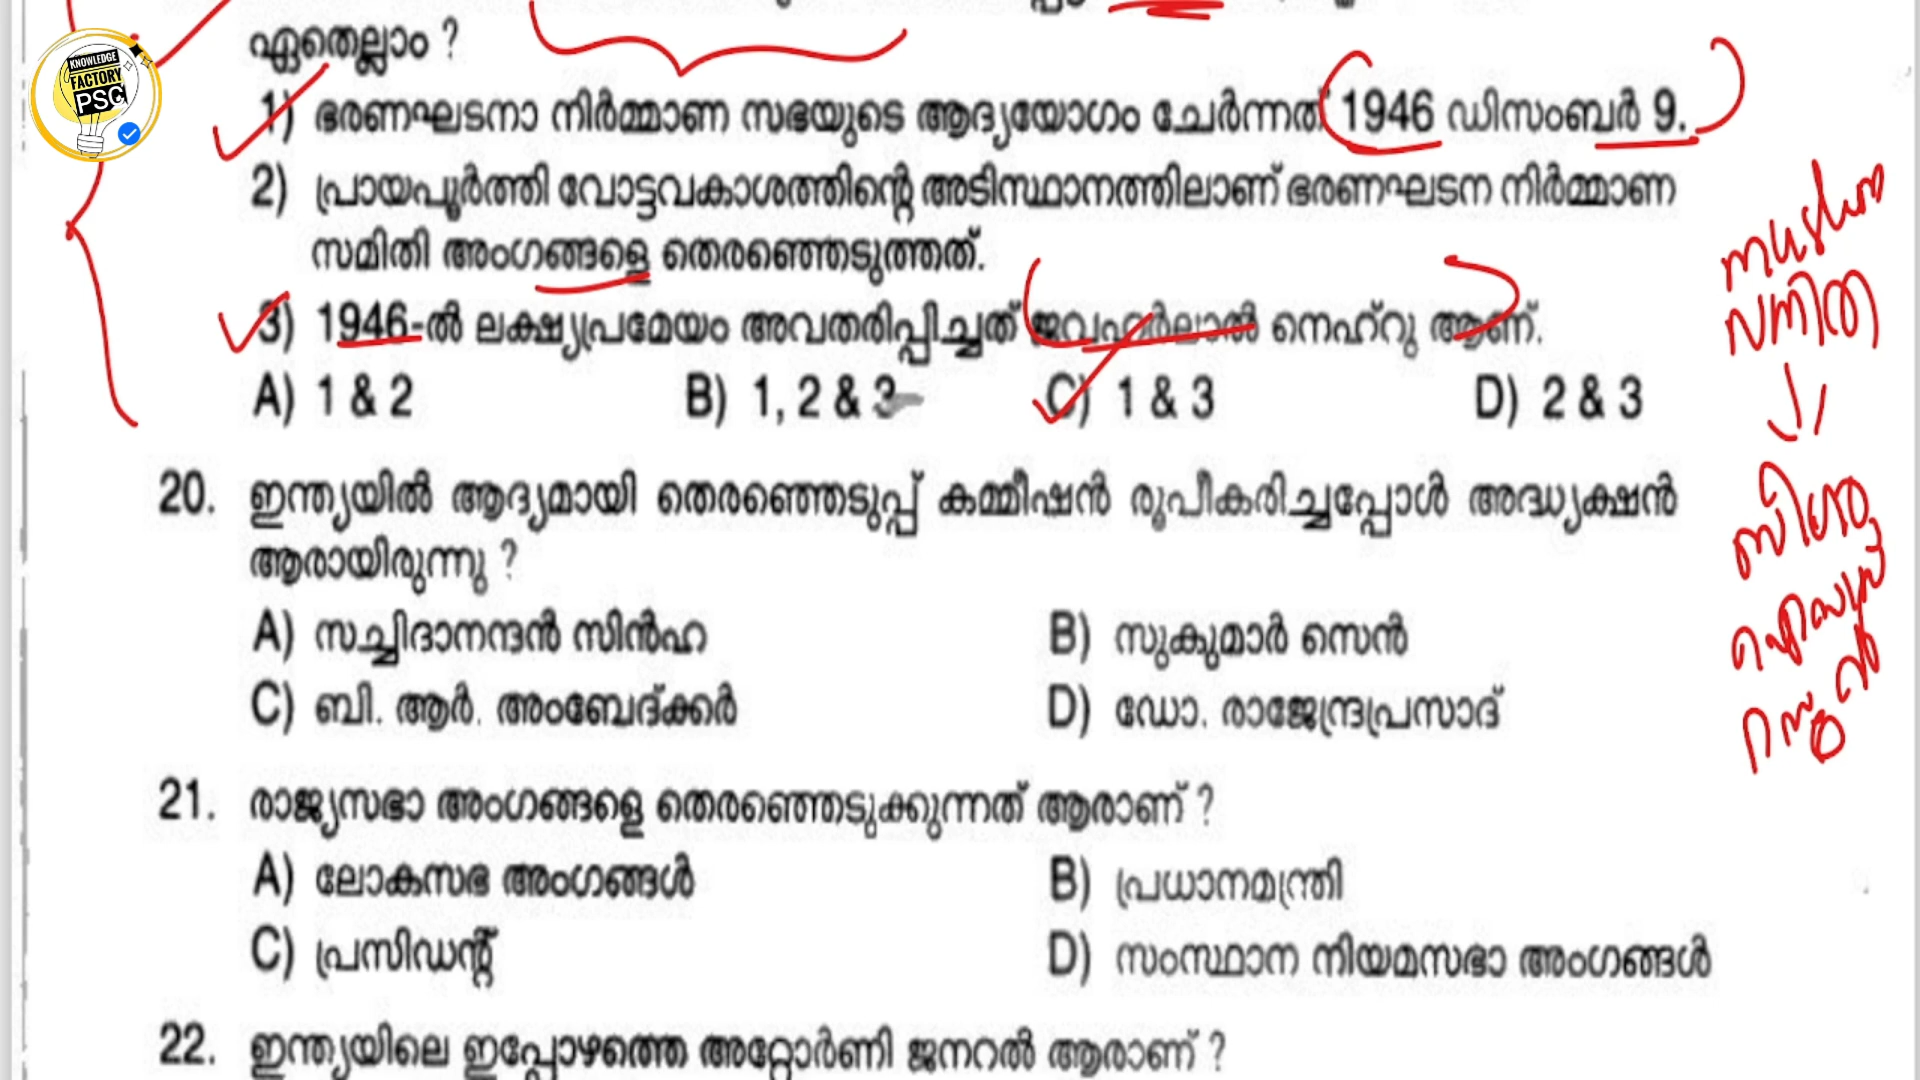 ഏതെല്ലാം ?
KNOWLEDGE
FACTORY
PSC
1) ഭരണഘടനാ നിർമ്മാണ സഭയുടെ ആദ്യയോഗം ചേർന്നത് 1946 ഡിസംബർ 9.
2) പ്രായപൂർത്തി വോട്ടവകാശത്തിന്റെ അടിസ്ഥാനത്തിലാണ് ഭരണഘടന നിർമ്മാണ
സമിതി അംഗങ്ങളെ തെരഞ്ഞെടുത്തത്.
3) 1946-ൽ ലക്ഷ്യപ്രമേയം അവതരിപ്പിച്ചത് ജവഹർലാൽ നെഹ്റു ആണ്.
A) 1 & 2 B) 1, 2 & 3 C) 1 & 3 D) 2 & 3
muslim
വനിത
20. ഇന്ത്യയിൽ ആദ്യമായി തെരഞ്ഞെടുപ്പ് കമ്മീഷൻ രൂപീകരിച്ചപ്പോൾ അദ്ധ്യക്ഷൻ
ആരായിരുന്നു ?
A) സച്ചിദാനന്ദൻ സിൻഹ B) സുകുമാർ സെൻ
C) ബി. ആർ. അംബേദ്ക്കർ D) ഡോ. രാജേന്ദ്രപ്രസാദ്
21. രാജ്യസഭാ അംഗങ്ങളെ തെരഞ്ഞെടുക്കുന്നത് ആരാണ് ?
A) ലോകസഭ അംഗങ്ങൾ B) പ്രധാനമന്ത്രി
C) പ്രസിഡന്റ് D) സംസ്ഥാന നിയമസഭാ അംഗങ്ങൾ
22. ഇന്ത്യയിലെ ഇപ്പോഴത്തെ അറ്റോർണി ജനറൽ ആരാണ് ?